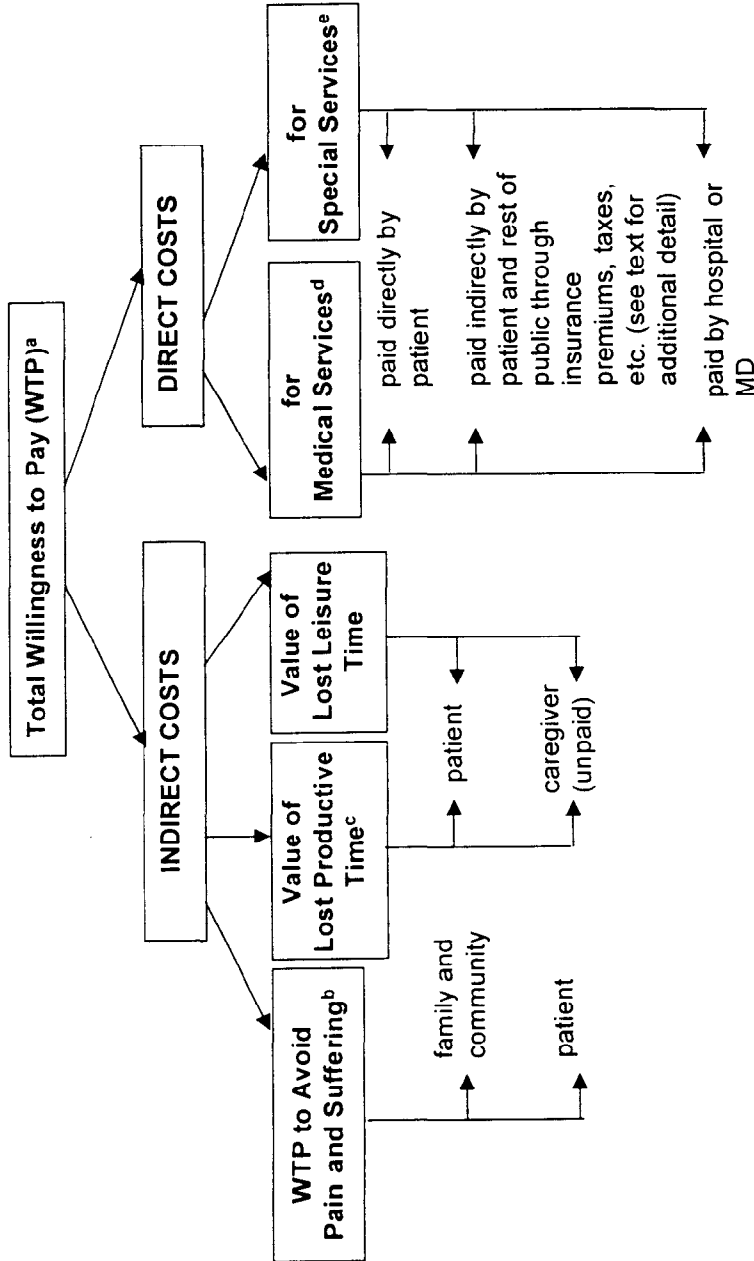 Total Willingness to Pay (WTP)a
INDIRECT COSTS
DIRECT COSTS
WTP to Avoid
Pain and Sufferingb
Value of
Lost Productive
Timec
Value of
Lost Leisure
Time
for
Medical Servicesd
for
Special Servicese
family and
community
patient
patient
caregiver
(unpaid)
paid directly by
patient
paid indirectly by
patient and rest of
public through
insurance
premiums, taxes,
etc. (see text for
additional detail)
paid by hospital or
MD